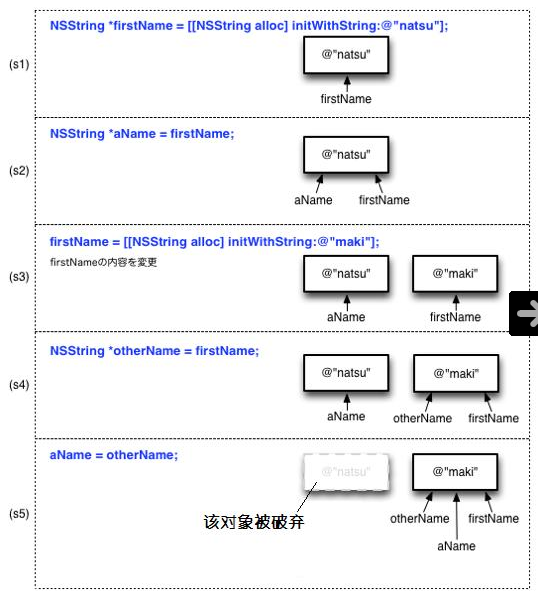 NSString *firstName = [[NSString alloc] initWithString:@"natsu"];
(s1)
@"natsu"
firstName
NSString *aName = firstName;
(s2)
@"natsu"
aName firstName
firstName = [[NSString alloc] initWithString:@"maki"];
firstNameの内容を変更
(s3)
@"natsu" @"maki"
aName firstName
NSString *otherName = firstName;
(s4)
@"natsu" @"maki"
aName otherName firstName
aName = otherName;
(s5)
@"natsu" @"maki"
该对象被破弃
otherName firstName
aName